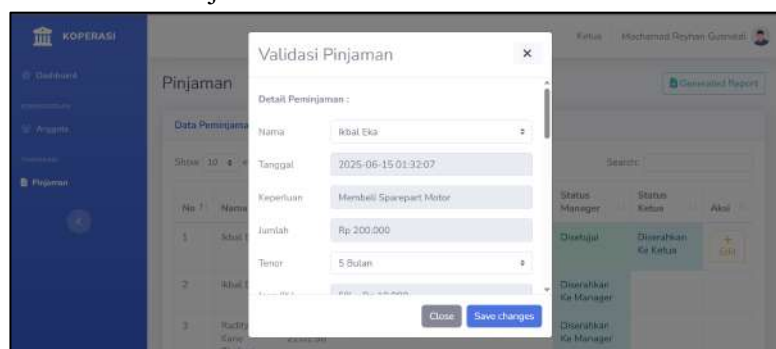 KOPERASI
Ketua
Mochamad Reyhan
Validasi Pinjaman
×
Dashboard
Pinjaman
Generated Report
Detail Peminjaman :
Anggota
Data Peminjama
Nama
Ikbal Eka
Show 10
Search:
Tanggal
2025-06-15 01:32:07
Pinjaman
Keperluan
Membeli Sparepart Motor
No
Nama
Status Manager
Status Ketua
Aksi
Jumlah
Rp 200.000
1
Ikbal
Disetujui
Diserahkan Ke Ketua
+ Edit
Tenor
5 Bulan
2
Ikbal
Diserahkan Ke Manager
3
Diserahkan Ke Manager
Close
Save changes